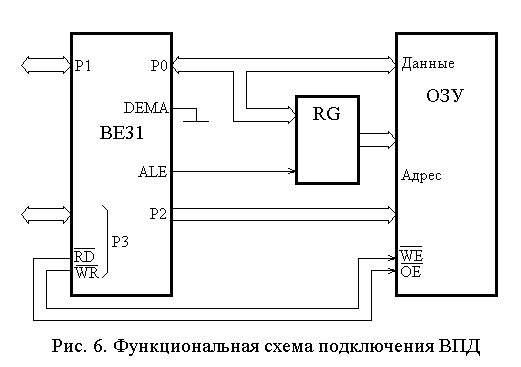 P1
P0
Данные
ОЗУ
DEMA
RG
BE31
ALE
Адрес
P2
P3
RD
WR
WE
OE
Рис. 6. Функциональная схема подключения ВПД